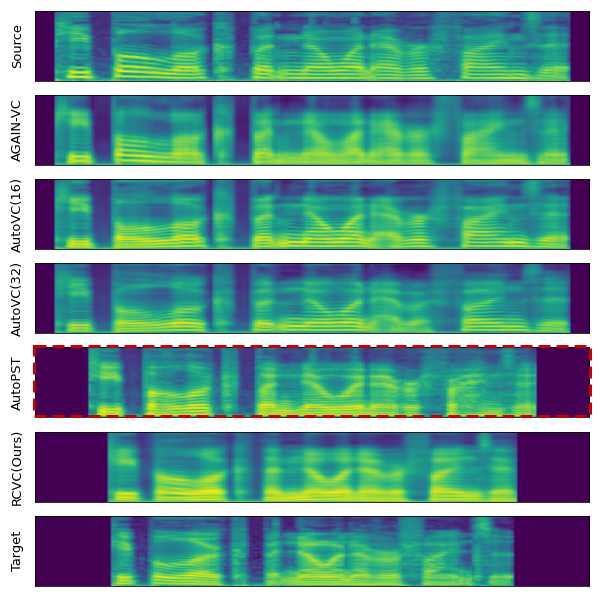 Source
AGAIN-VC
AutoVC(16)
AutoVC(32)
AutoPST
RCVC(Ours)
Target